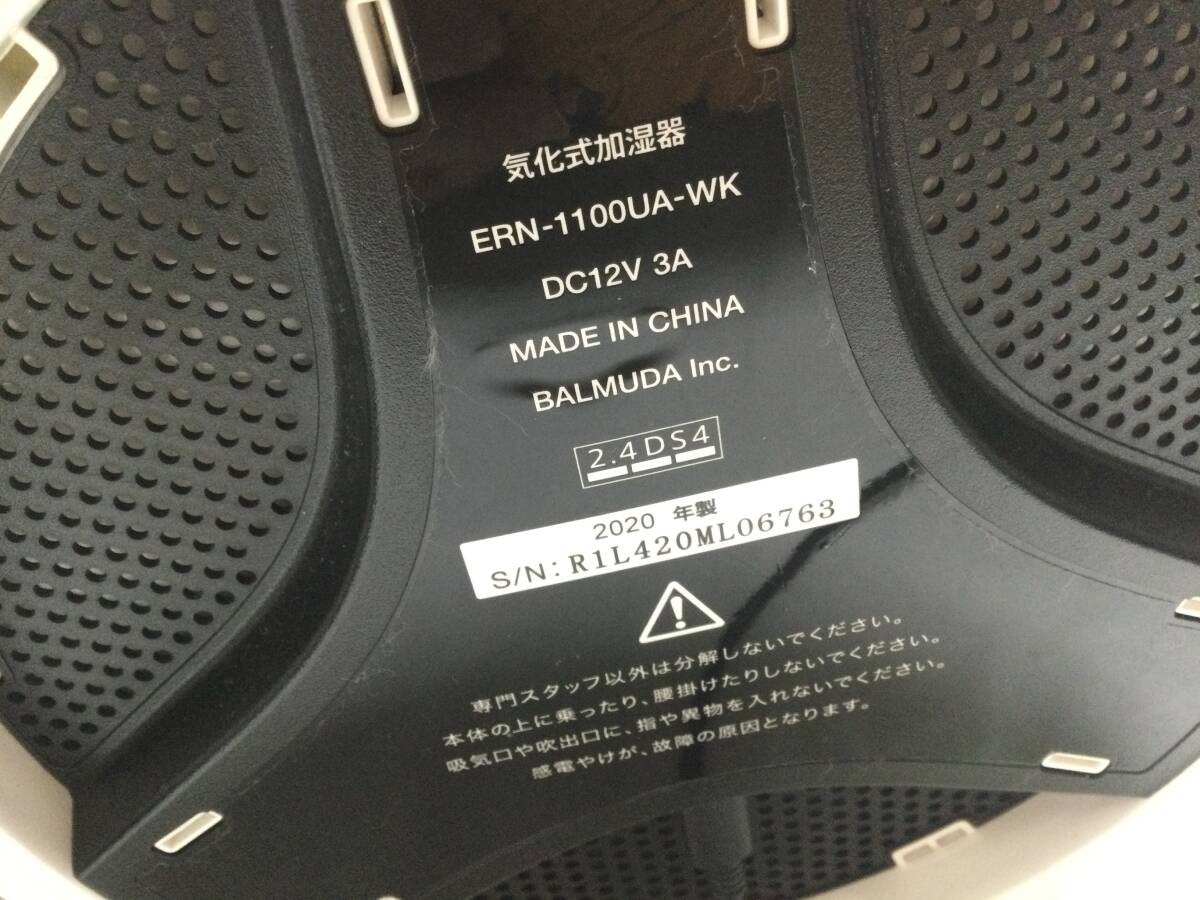 気化式加湿器
ERN-1100UA-WK
DC12V 3A
MADE IN CHINA
BALMUDA Inc.
2.4DS4
2020 年製
S/N: R1L420ML06763
専門スタッフ以外は分解しないでください。
本体の上に乗ったり、腰掛けたりしないでください。
吸気口や吹出口に、指や異物を入れないでください。
感電やけが、故障の原因となります。